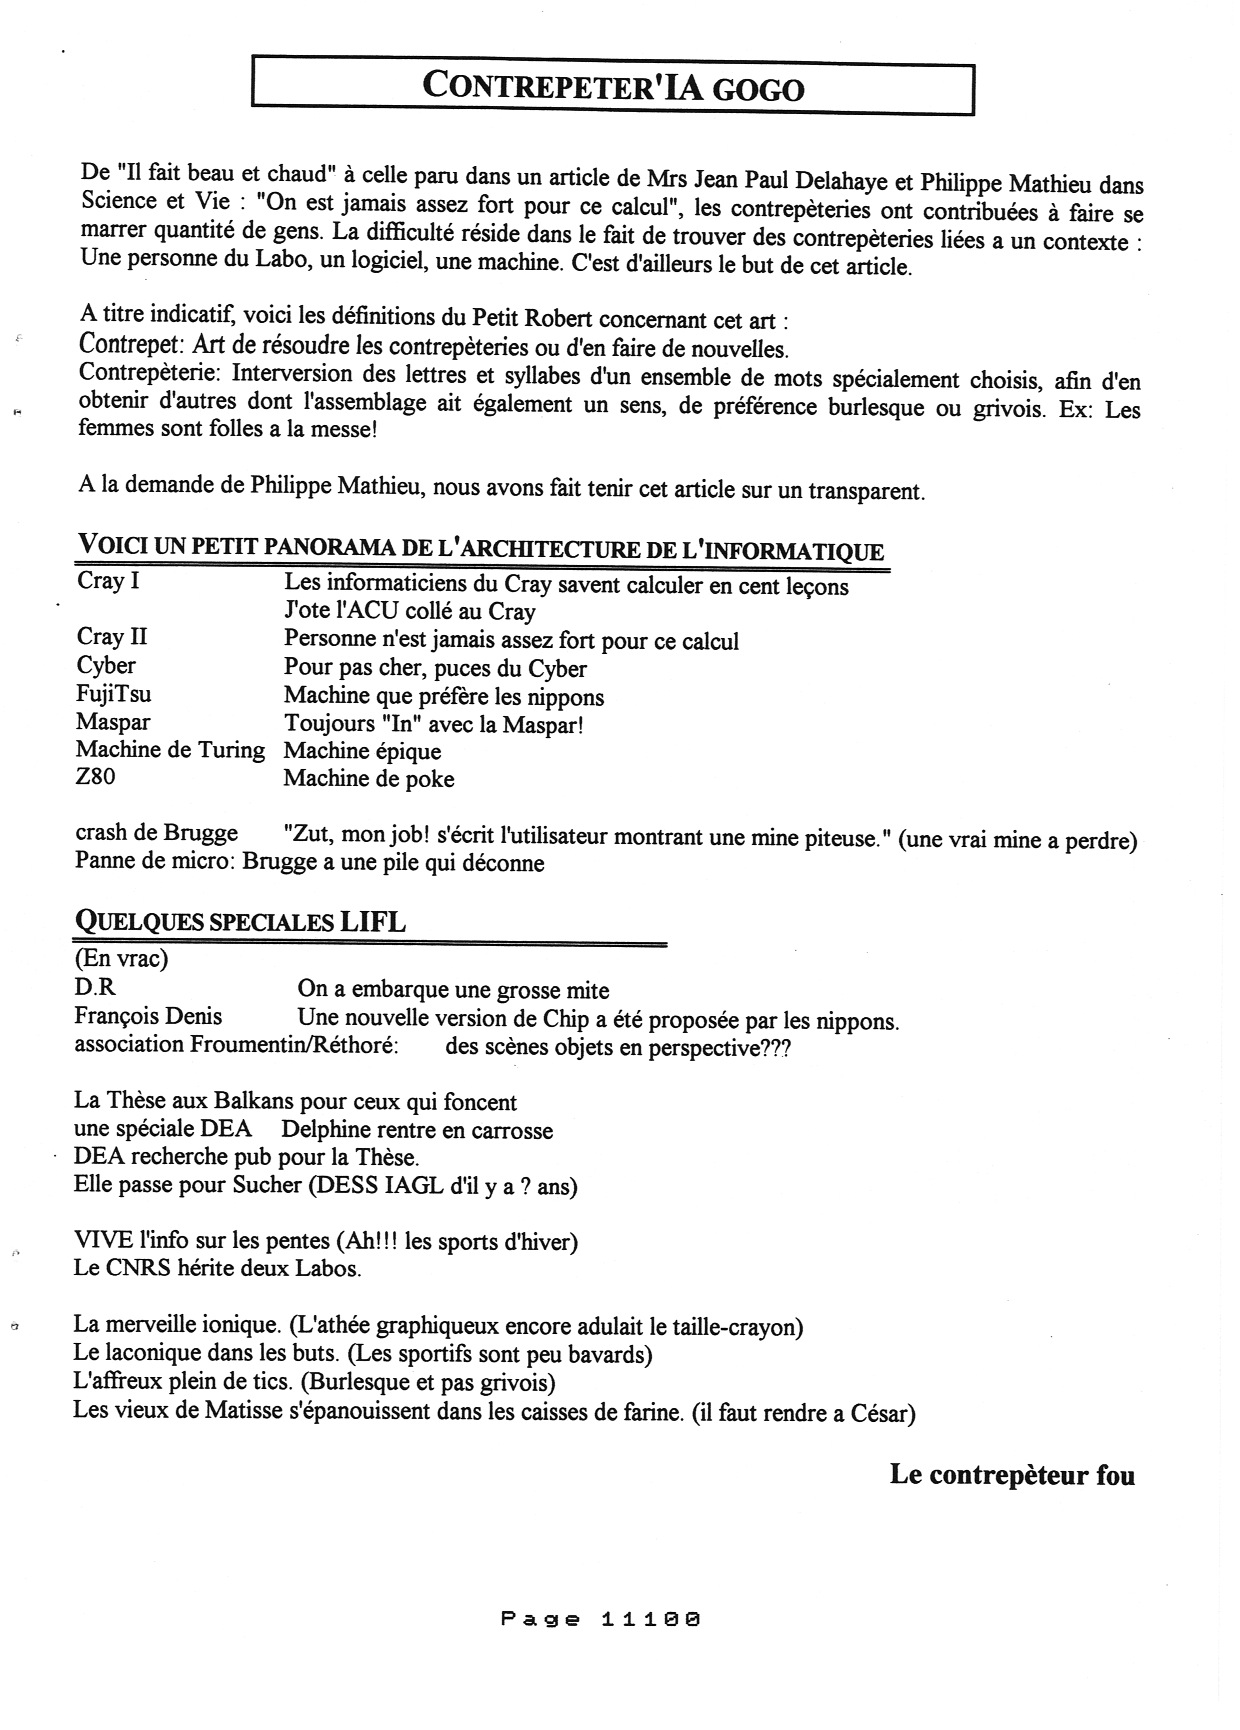 CONTREPETER'IA GOGO
De "Il fait beau et chaud" à celle paru dans un article de Mrs Jean Paul Delahaye et Philippe Mathieu dans
Science et Vie : "On est jamais assez fort pour ce calcul", les contrepèteries ont contribuées à faire se
marrer quantité de gens. La difficulté réside dans le fait de trouver des contrepèteries liées a un contexte :
Une personne du Labo, un logiciel, une machine. C'est d'ailleurs le but de cet article.
A titre indicatif, voici les définitions du Petit Robert concernant cet art :
Contrepet: Art de résoudre les contrepèteries ou d'en faire de nouvelles.
Contrepèterie: Interversion des lettres et syllabes d'un ensemble de mots spécialement choisis, afin d'en
obtenir d'autres dont l'assemblage ait également un sens, de préférence burlesque ou grivois. Ex: Les
femmes sont folles a la messe!
A la demande de Philippe Mathieu, nous avons fait tenir cet article sur un transparent.
VOICI UN PETIT PANORAMA DE L'ARCHITECTURE DE L'INFORMATIQUE
Cray I Les informaticiens du Cray savent calculer en cent leçons
J'ote l'ACU collé au Cray
Cray II Personne n'est jamais assez fort pour ce calcul
Cyber Pour pas cher, puces du Cyber
FujiTsu Machine que préfère les nippons
Maspar Toujours "In" avec la Maspar!
Machine de Turing Machine épique
Z80 Machine de poke
crash de Brugge "Zut, mon job! s'écrit l'utilisateur montrant une mine piteuse." (une vrai mine a perdre)
Panne de micro: Brugge a une pile qui déconne
QUELQUES SPECIALES LIFL
(En vrac)
D.R On a embarque une grosse mite
François Denis Une nouvelle version de Chip a été proposée par les nippons.
association Froumentin/Réthoré: des scènes objets en perspective???
La Thèse aux Balkans pour ceux qui foncent
une spéciale DEA Delphine rentre en carrosse
DEA recherche pub pour la Thèse.
Elle passe pour Sucher (DESS IAGL d'il y a ? ans)
VIVE l'info sur les pentes (Ah!!! les sports d'hiver)
Le CNRS hérite deux Labos.
La merveille ionique. (L'athée graphiqueux encore adulait le taille-crayon)
Le laconique dans les buts. (Les sportifs sont peu bavards)
L'affreux plein de tics. (Burlesque et pas grivois)
Les vieux de Matisse s'épanouissent dans les caisses de farine. (il faut rendre a César)
Le contrepèteur fou
Page 11100